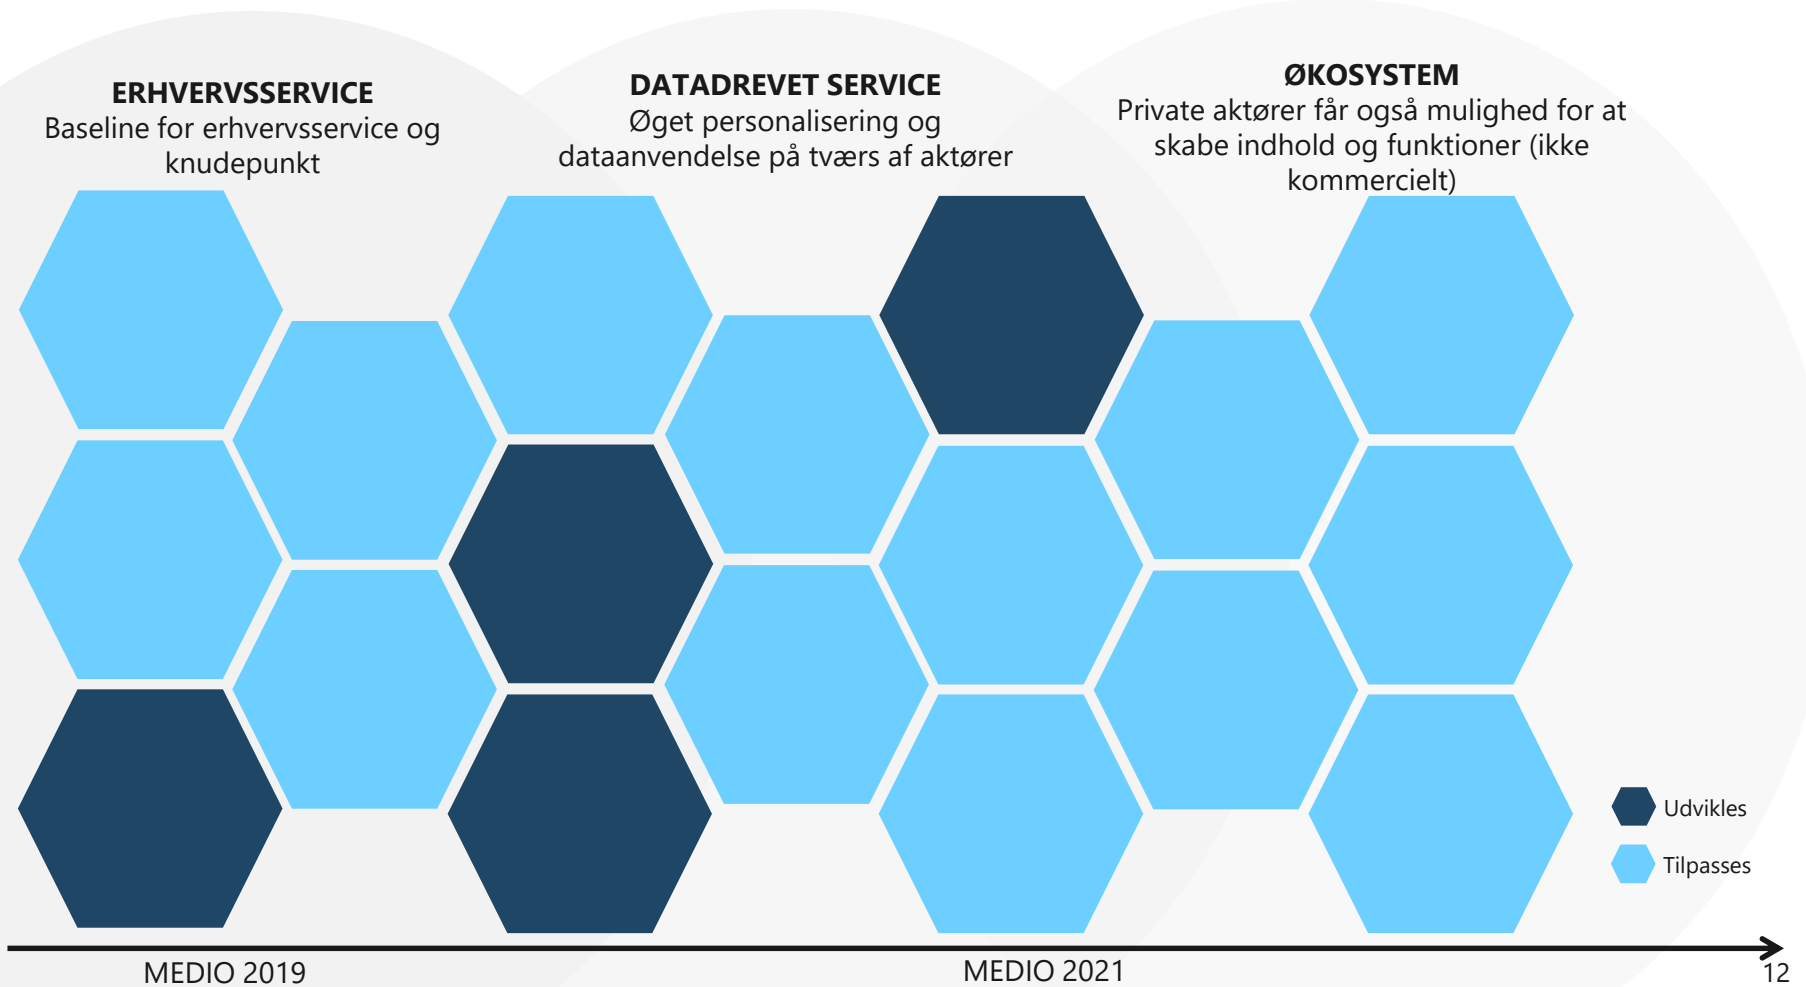 ERHVERVSSERVICE
Baseline for erhvervsservice og
knudepunkt
DATADREVET SERVICE
Øget personalisering og
dataanvendelse på tværs af aktører
ØKOSYSTEM
Private aktører får også mulighed for at
skabe indhold og funktioner (ikke
kommercielt)
Udvikles
Tilpasses
MEDIO 2019
MEDIO 2021
12